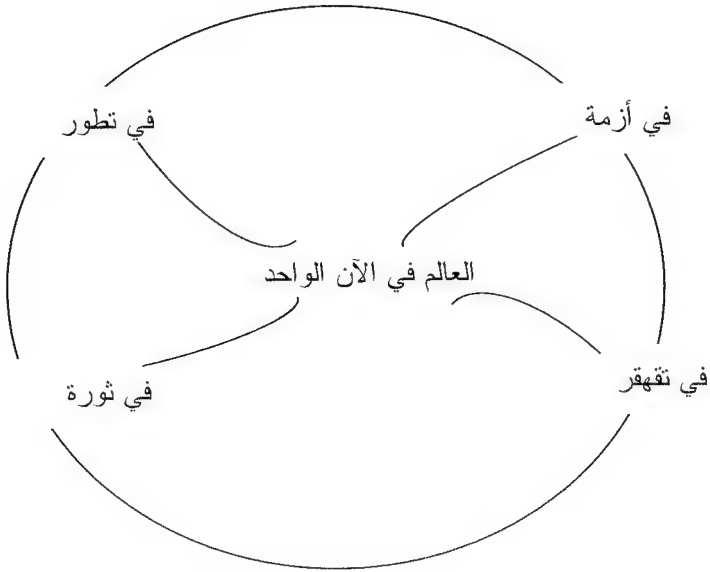 في أزمة
في تطور
العالم في الآن الواحد
في تقهقر
في ثورة